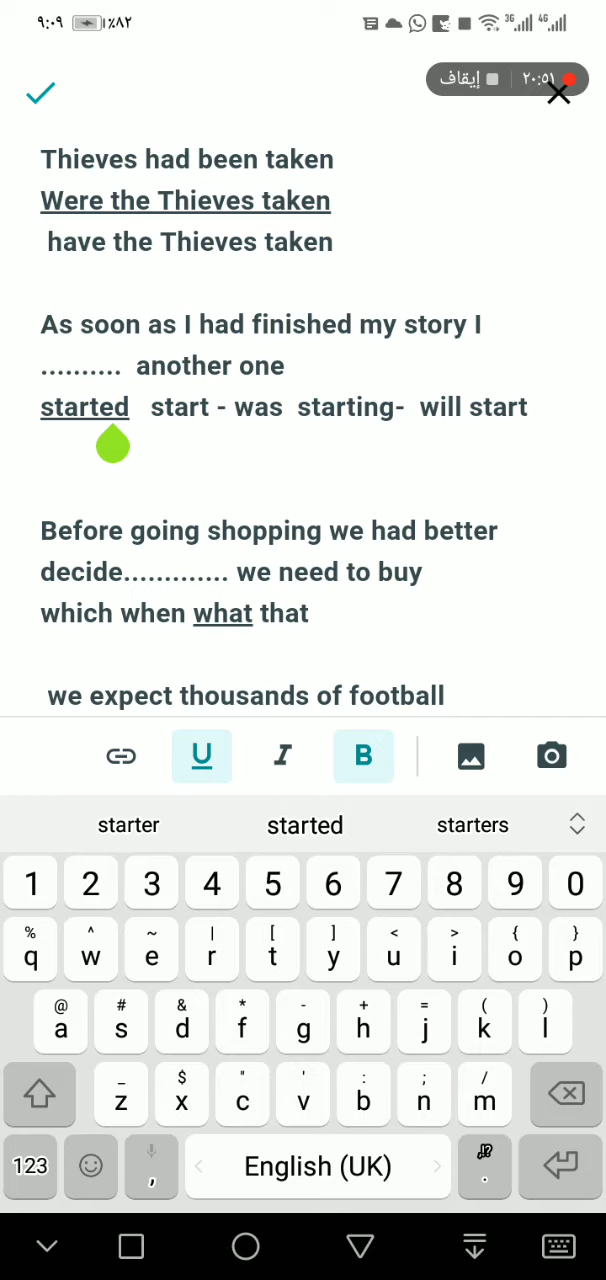 ٩:٠٩ ٪٨٢ 3G 4G
إيقاف ٢٠:٥١
Thieves had been taken
Were the Thieves taken
have the Thieves taken
As soon as I had finished my story I
.......... another one
started start - was starting- will start
Before going shopping we had better
decide............. we need to buy
which when what that
we expect thousands of football
U I B
starter started starters
1 2 3 4 5 6 7 8 9 0
% ^ ~ | [ ] < > { }
q w e r t y u i o p
@ # & * - + = ( )
a s d f g h j k l
_ $ " ' : ; /
z x c v b n m
123 , English (UK) .